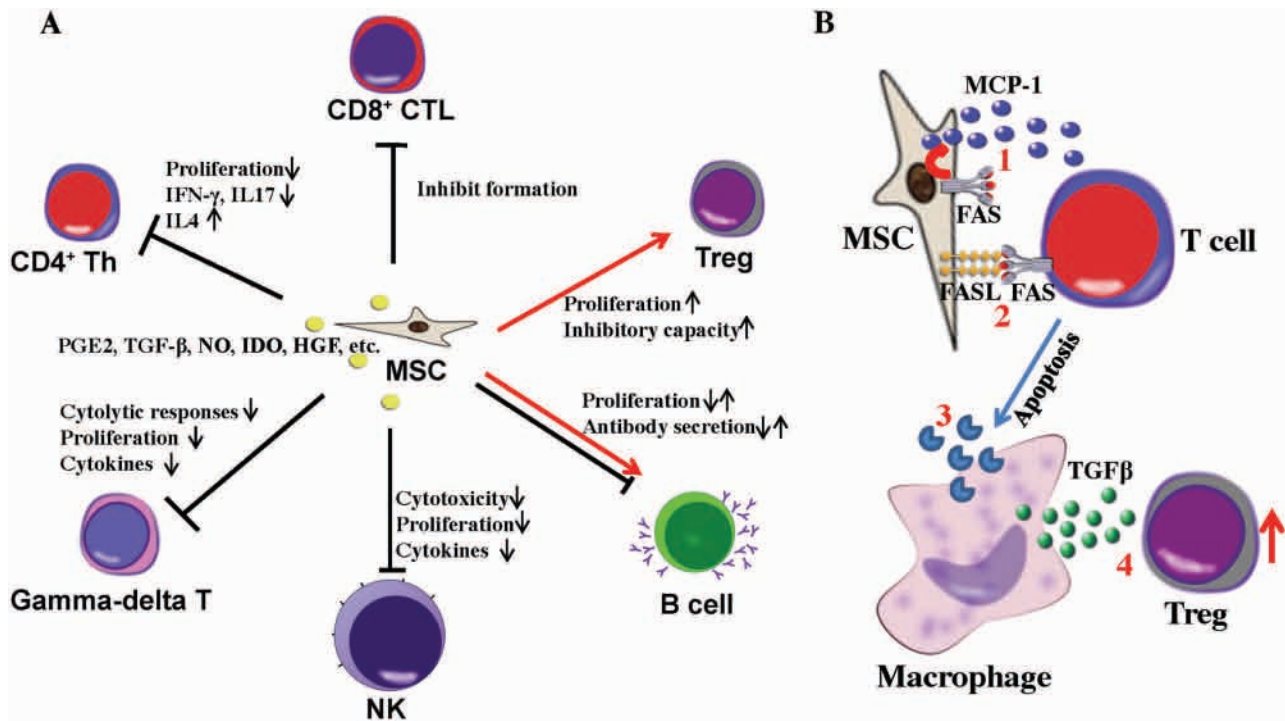 A
CD8⁺ CTL
Proliferation↓
IFN-γ, IL17 ↓
IL4 ↑
CD4⁺ Th
Inhibit formation
Treg
Proliferation↑
Inhibitory capacity↑
PGE2, TGF-β, NO, IDO, HGF, etc.
MSC
Cytolytic responses ↓
Proliferation ↓
Cytokines ↓
Gamma-delta T
Cytotoxicity↓
Proliferation↓
Cytokines ↓
NK
Proliferation ↓↑
Antibody secretion↓↑
B cell
B
MCP-1
1
FAS
MSC
T cell
FASL
FAS
2
Apoptosis
3
TGFβ
4
Treg
Macrophage